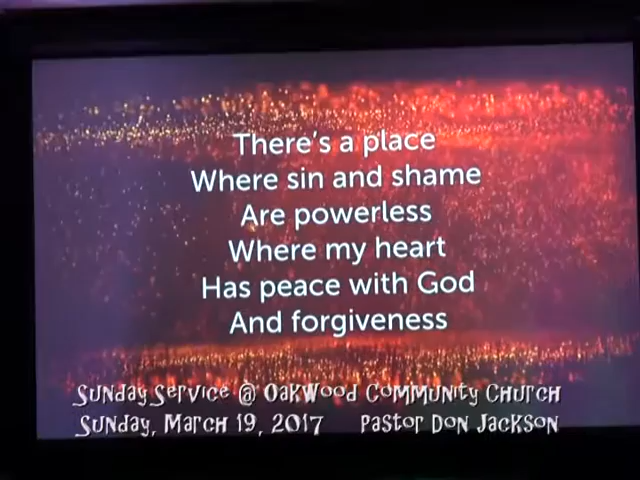 There's a place
Where sin and shame
Are powerless
Where my heart
Has peace with God
And forgiveness
Sunday Service @ OakWood Community Church
Sunday, March 19, 2017 Pastor Don Jackson